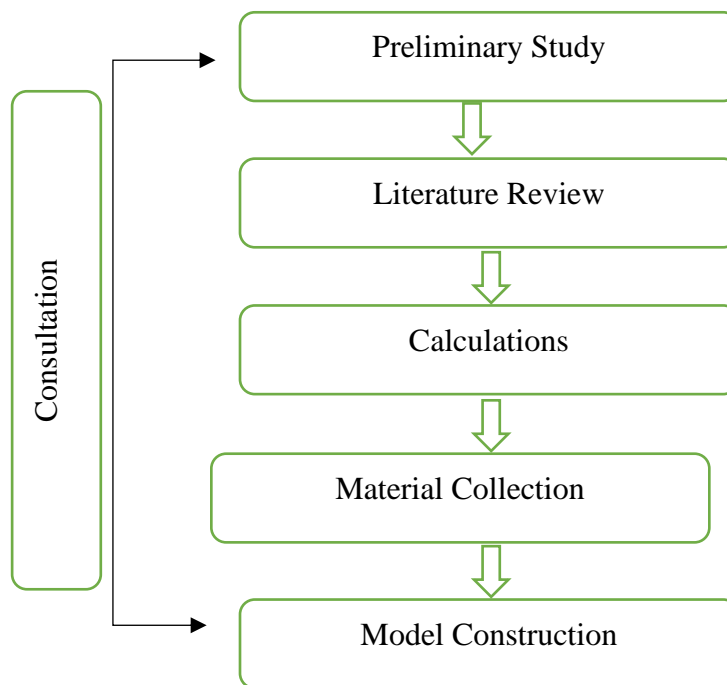 Preliminary Study
Literature Review
Consultation
Calculations
Material Collection
Model Construction